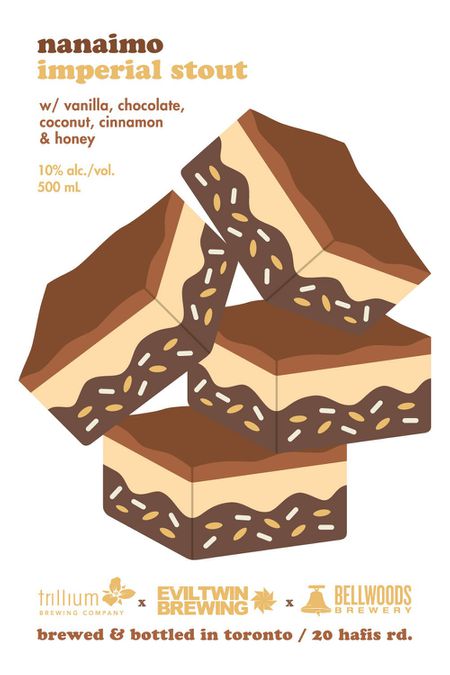 nanaimo
imperial stout
w/ vanilla, chocolate,
coconut, cinnamon
& honey
10% alc./vol.
500 mL
trillium
BREWING COMPANY
x
EVILTWIN
BREWING
x
BELLWOODS
BREWERY
brewed & bottled in toronto / 20 hafis rd.